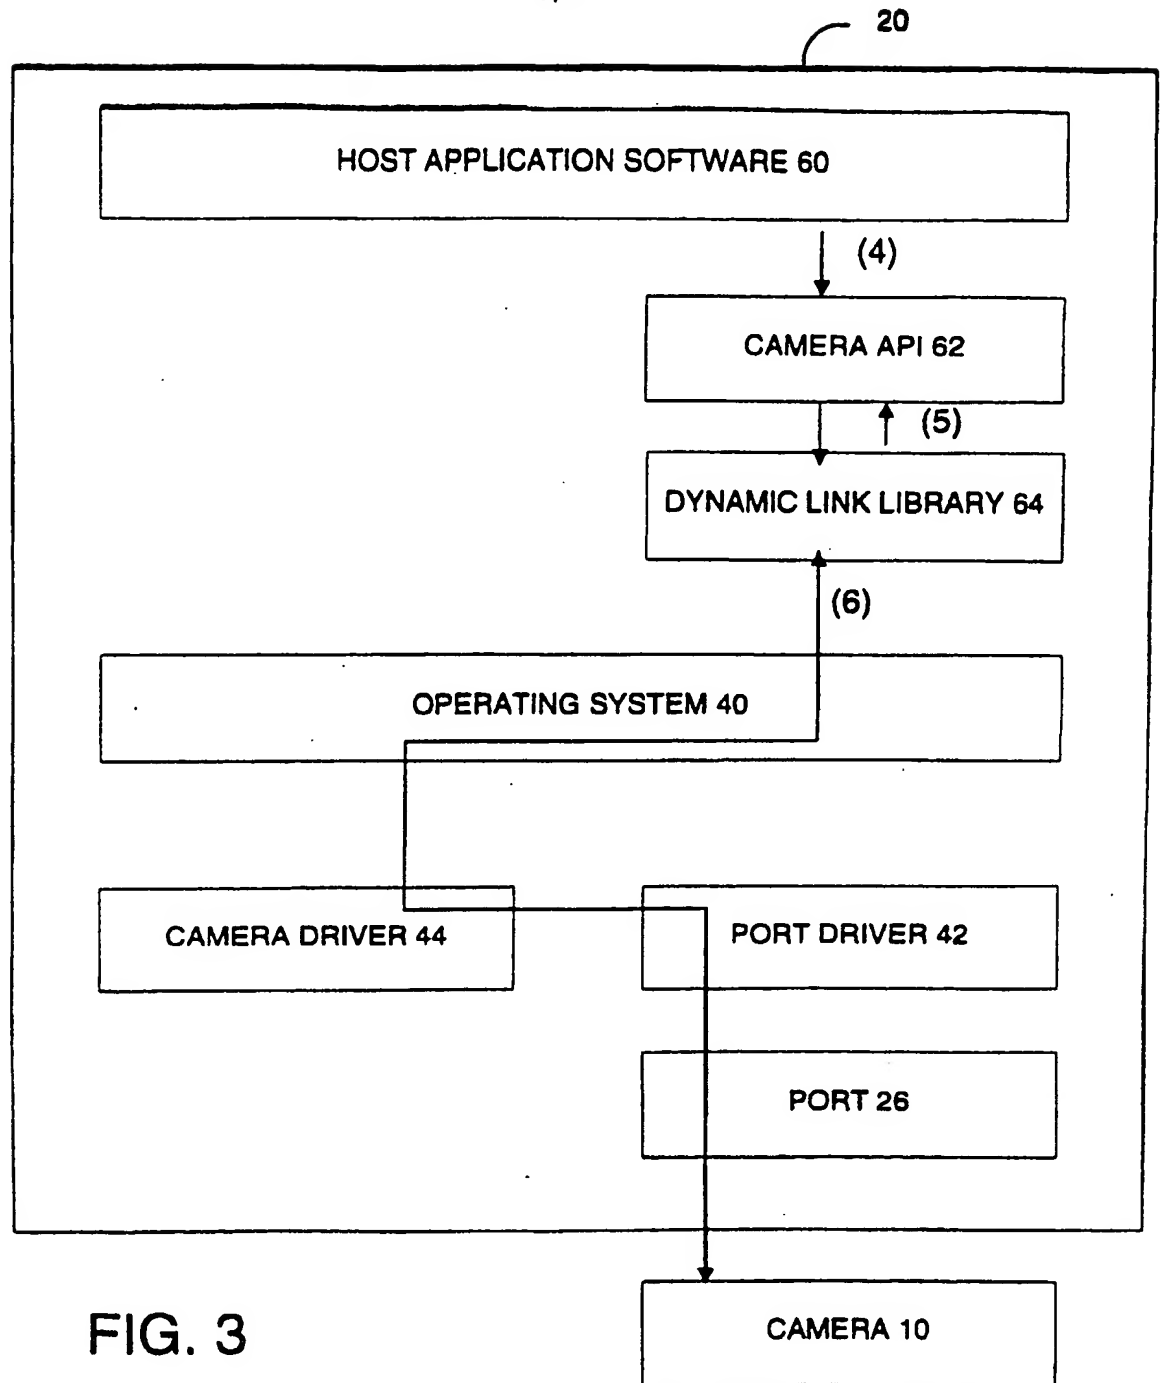 20
HOST APPLICATION SOFTWARE 60
(4)
CAMERA API 62
(5)
DYNAMIC LINK LIBRARY 64
(6)
OPERATING SYSTEM 40
CAMERA DRIVER 44
PORT DRIVER 42
PORT 26
CAMERA 10
FIG. 3